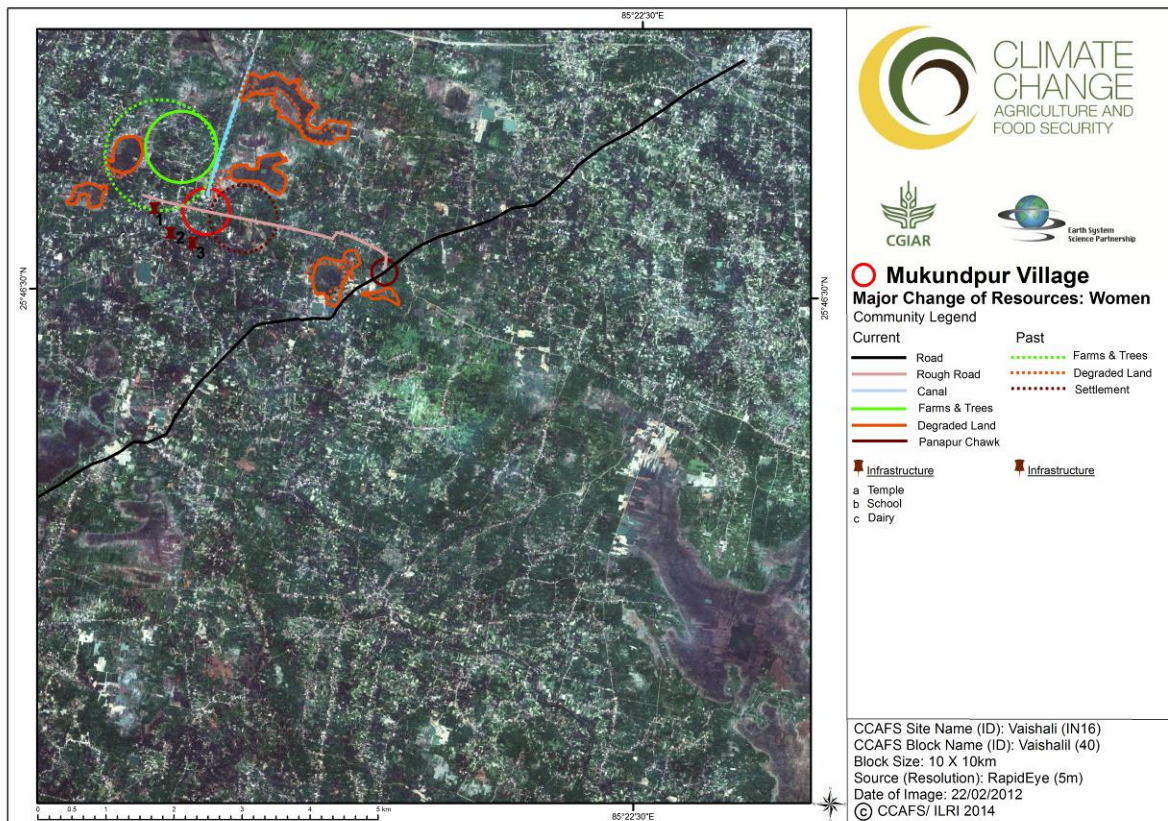 85°22'30"E
25°46'30"N
1
2
3
25°46'30"N
0 0.5 1 2 3 4 5 km
85°22'30"E
CLIMATE
CHANGE
AGRICULTURE AND
FOOD SECURITY
CGIAR
Earth System
Science Partnership
Mukundpur Village
Major Change of Resources: Women
Community Legend
Current Past
Road Farms & Trees
Rough Road Degraded Land
Canal Settlement
Farms & Trees
Degraded Land
Panapur Chawk
Infrastructure Infrastructure
a Temple
b School
c Dairy
CCAFS Site Name (ID): Vaishali (IN16)
CCAFS Block Name (ID): Vaishalil (40)
Block Size: 10 X 10km
Source (Resolution): RapidEye (5m)
Date of Image: 22/02/2012
© CCAFS/ ILRI 2014